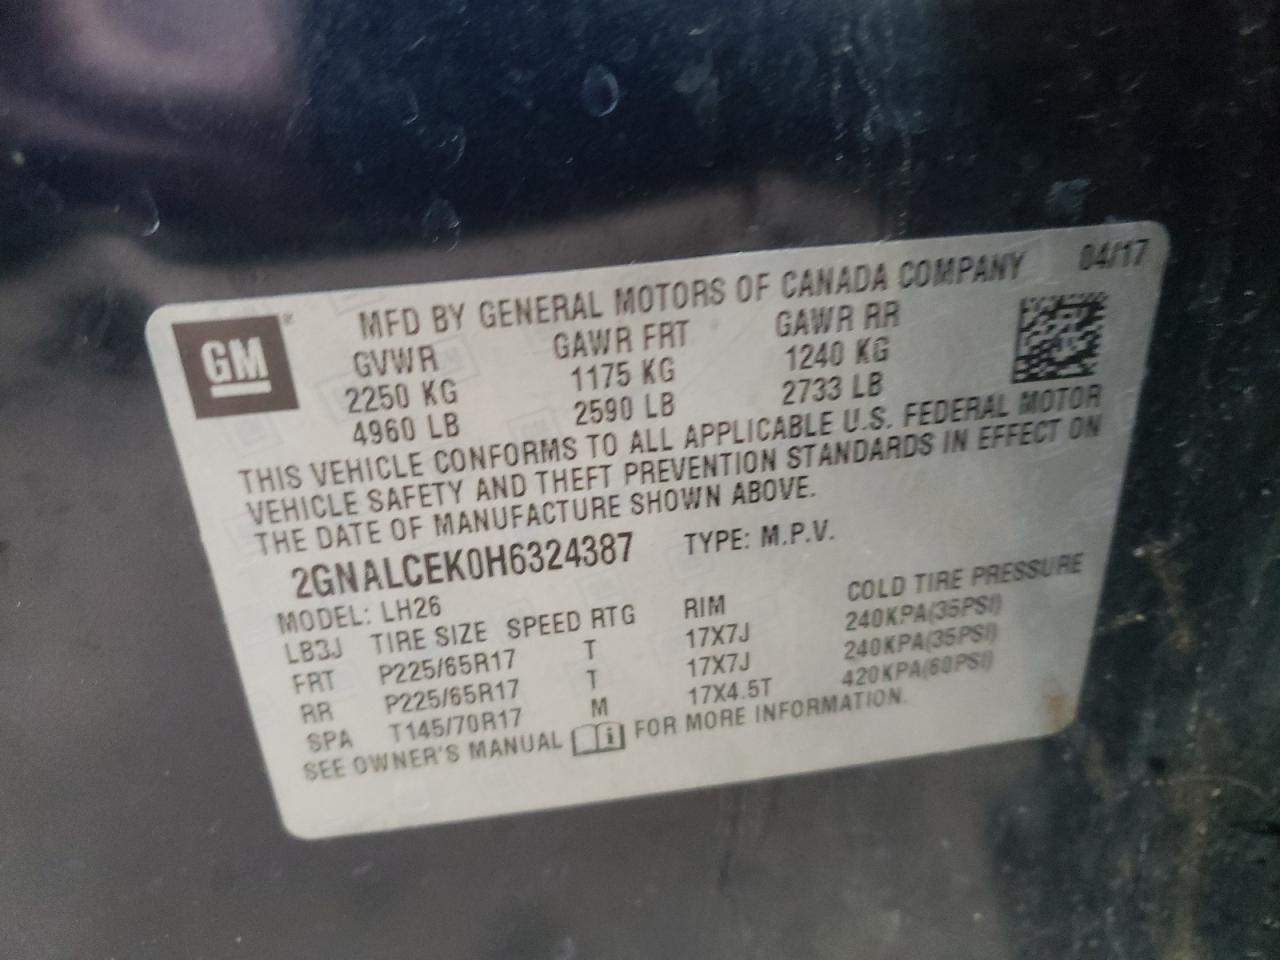 MFD BY GENERAL MOTORS OF CANADA COMPANY 04/17
GM
GVWR GAWR FRT GAWR RR
2250 KG 1175 KG 1240 KG
4960 LB 2590 LB 2733 LB
THIS VEHICLE CONFORMS TO ALL APPLICABLE U.S. FEDERAL MOTOR
VEHICLE SAFETY AND THEFT PREVENTION STANDARDS IN EFFECT ON
THE DATE OF MANUFACTURE SHOWN ABOVE.
2GNALCEK0H6324387 TYPE: M.P.V.
MODEL: LH26
LB3J TIRE SIZE SPEED RTG RIM COLD TIRE PRESSURE
FRT P225/65R17 T 17X7J 240KPA(35PSI)
RR P225/65R17 T 17X7J 240KPA(35PSI)
SPA T145/70R17 M 17X4.5T 420KPA(60PSI)
SEE OWNER'S MANUAL i FOR MORE INFORMATION.